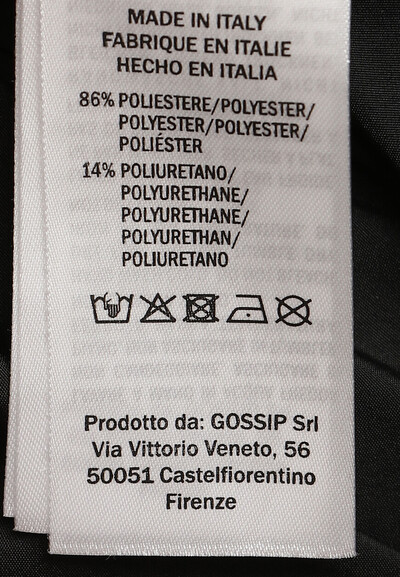 MADE IN ITALY
FABRIQUE EN ITALIE
HECHO EN ITALIA
86% POLIESTERE/POLYESTER/
POLYESTER/POLYESTER/
POLIÉSTER
14% POLIURETANO/
POLYURETHANE/
POLYURETHANE/
POLYURETHAN/
POLIURETANO
Prodotto da: GOSSIP Srl
Via Vittorio Veneto, 56
50051 Castelfiorentino
Firenze